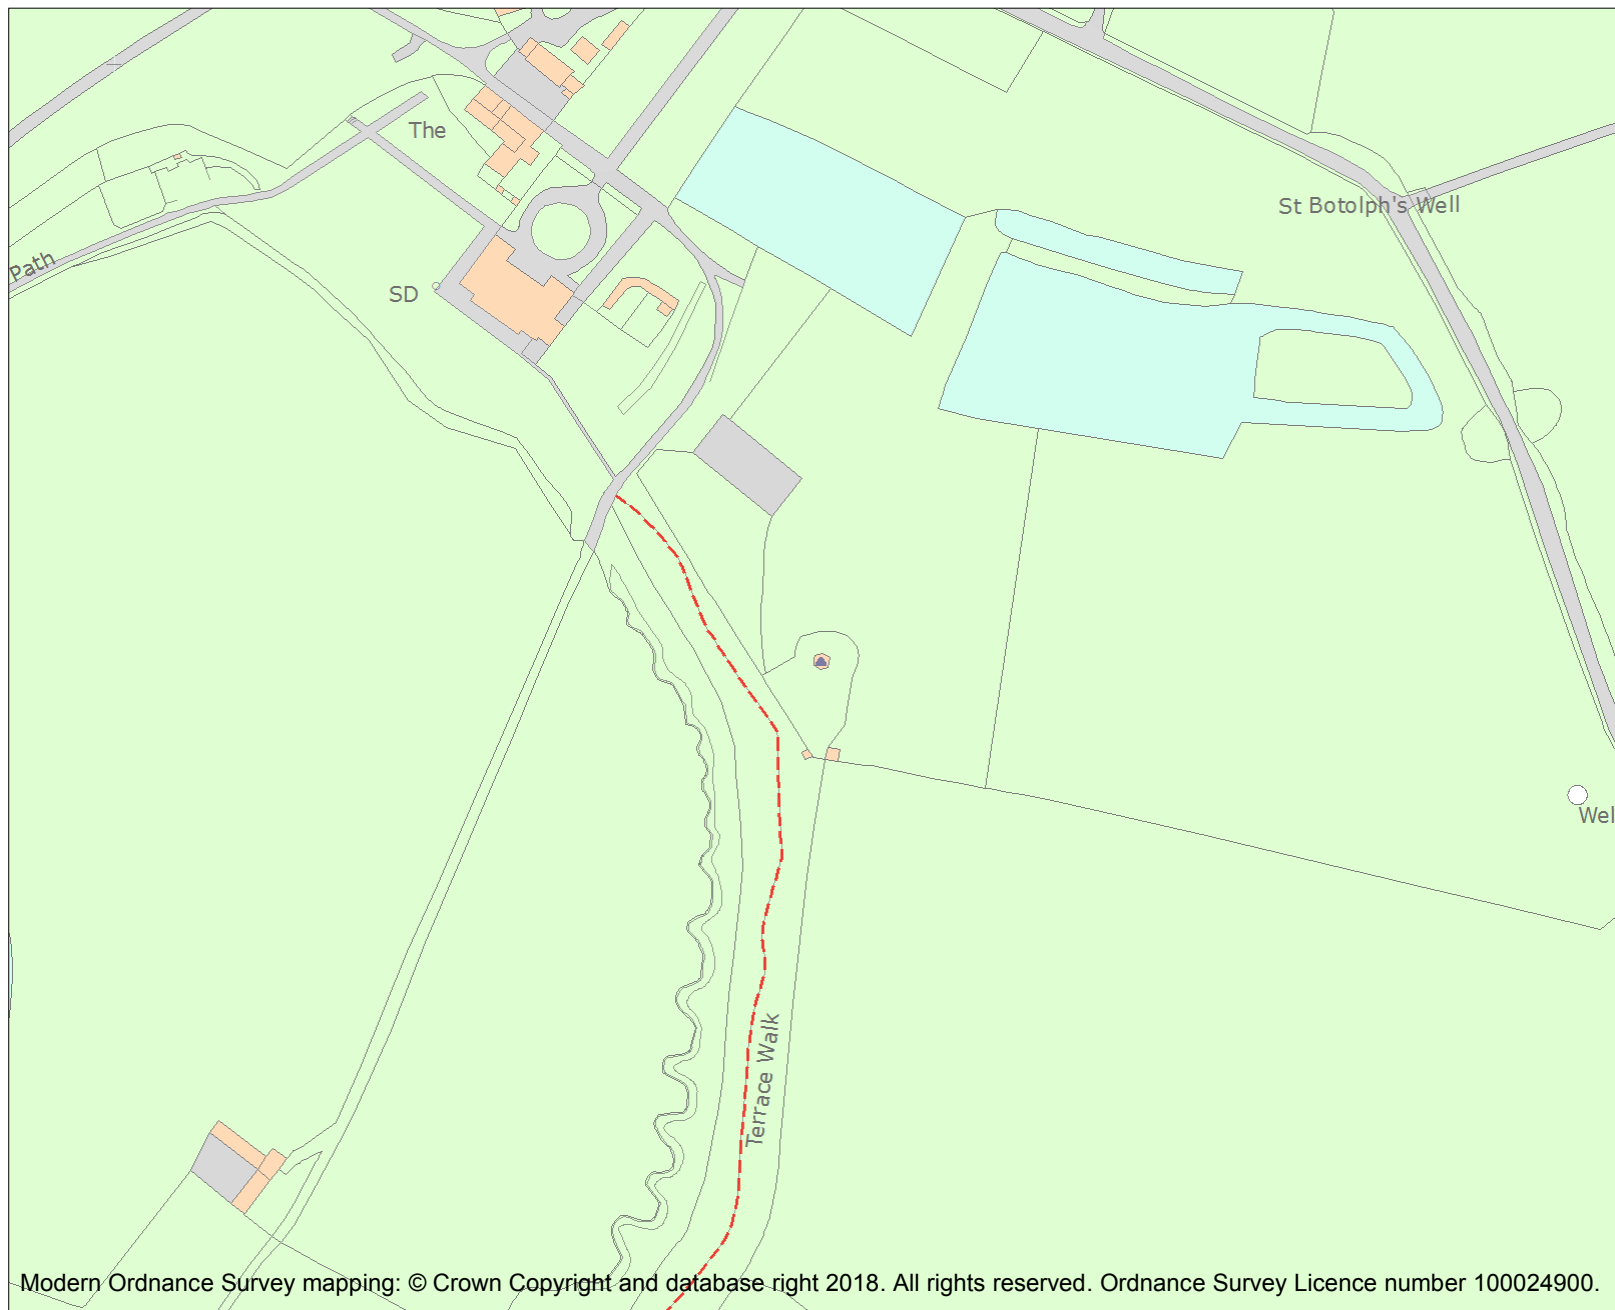 The
St Botolph's Well
Path
SD
Wel
Terrace Walk
Modern Ordnance Survey mapping: © Crown Copyright and database right 2018. All rights reserved. Ordnance Survey Licence number 100024900.